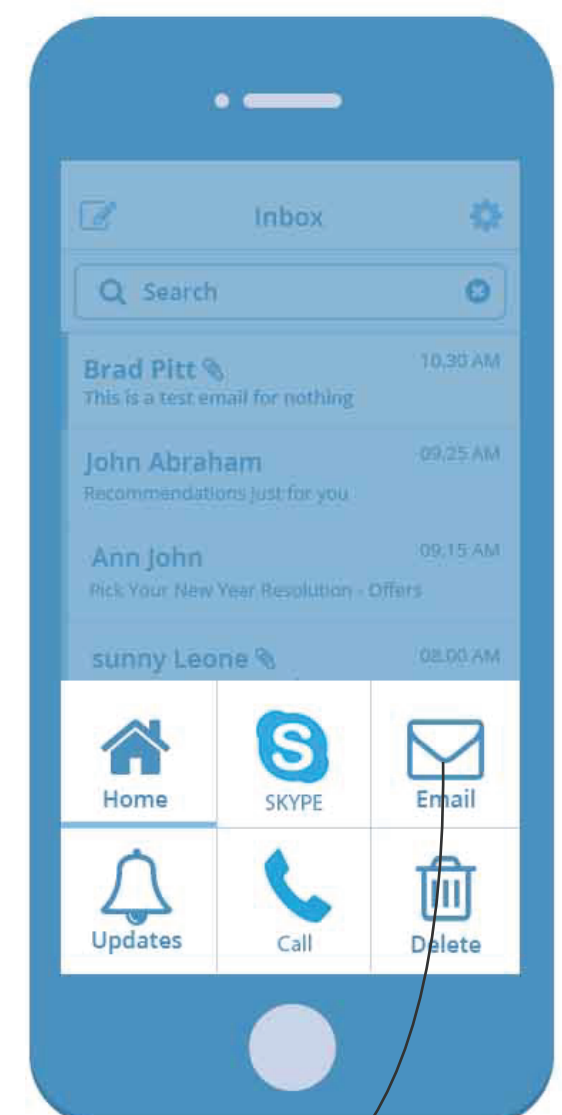 Inbox
Search
Brad Pitt 10.30 AM
This is a test email for nothing
John Abraham 09.25 AM
Recommendations just for you
Ann John 09.15 AM
Pick Your New Year Resolution - Offers
sunny Leone 08.00 AM
S
Home SKYPE Email
Updates Call Delete